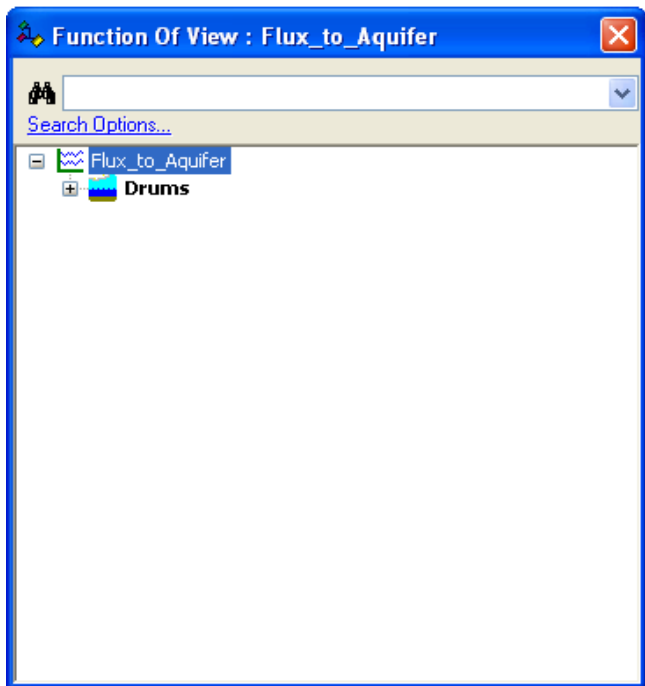 Function Of View : Flux_to_Aquifer
Search Options...
Flux_to_Aquifer
Drums